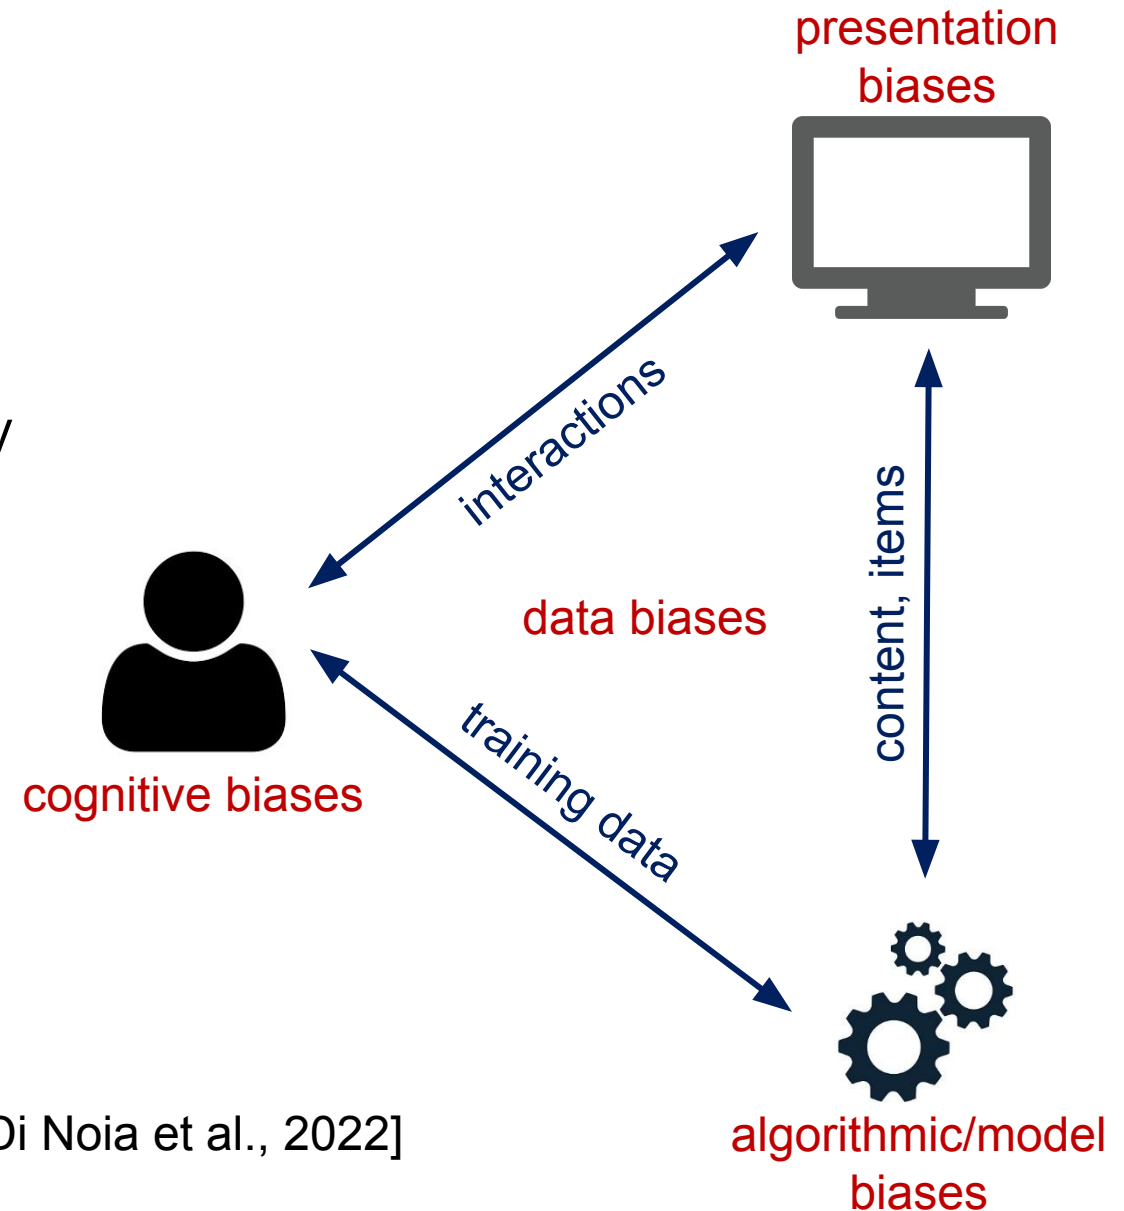 presentation
biases
interactions
y
content, items
data biases
training data
cognitive biases
Di Noia et al., 2022]
algorithmic/model
biases